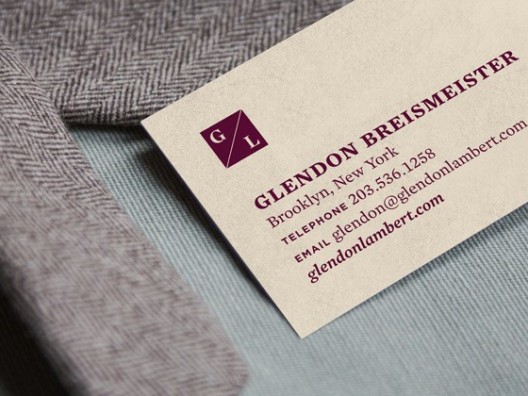 G L
GLENDON BREISMEISTER
Brooklyn, New York
TELEPHONE 203.536.1258
EMAIL glendon@glendonlambert.com
glendonlambert.com